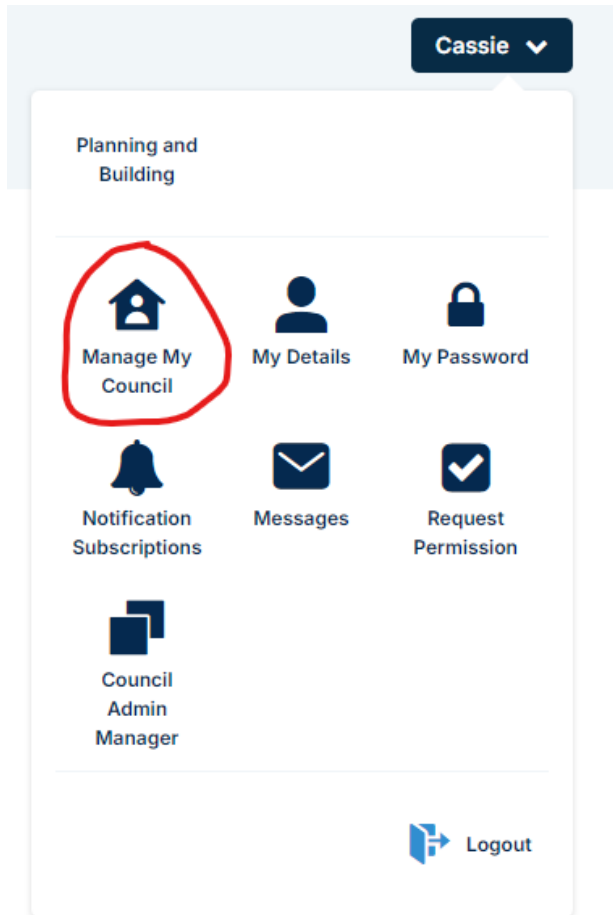 Cassie
Planning and
Building
Manage My
Council
My Details
My Password
Notification
Subscriptions
Messages
Request
Permission
Council
Admin
Manager
Logout